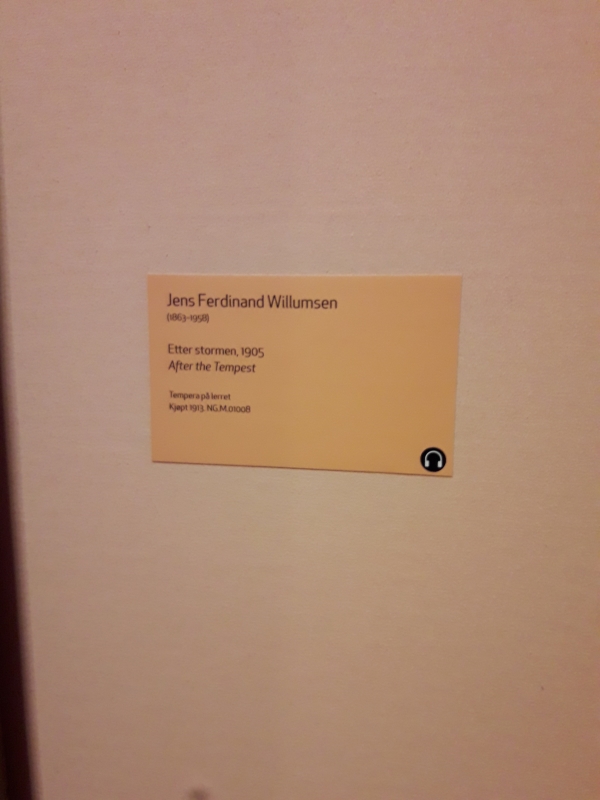 Jens Ferdinand Willumsen
(1863–1958)
Etter stormen, 1905
After the Tempest
Tempera på lerret
Kjøpt 1913, NG.M.01008